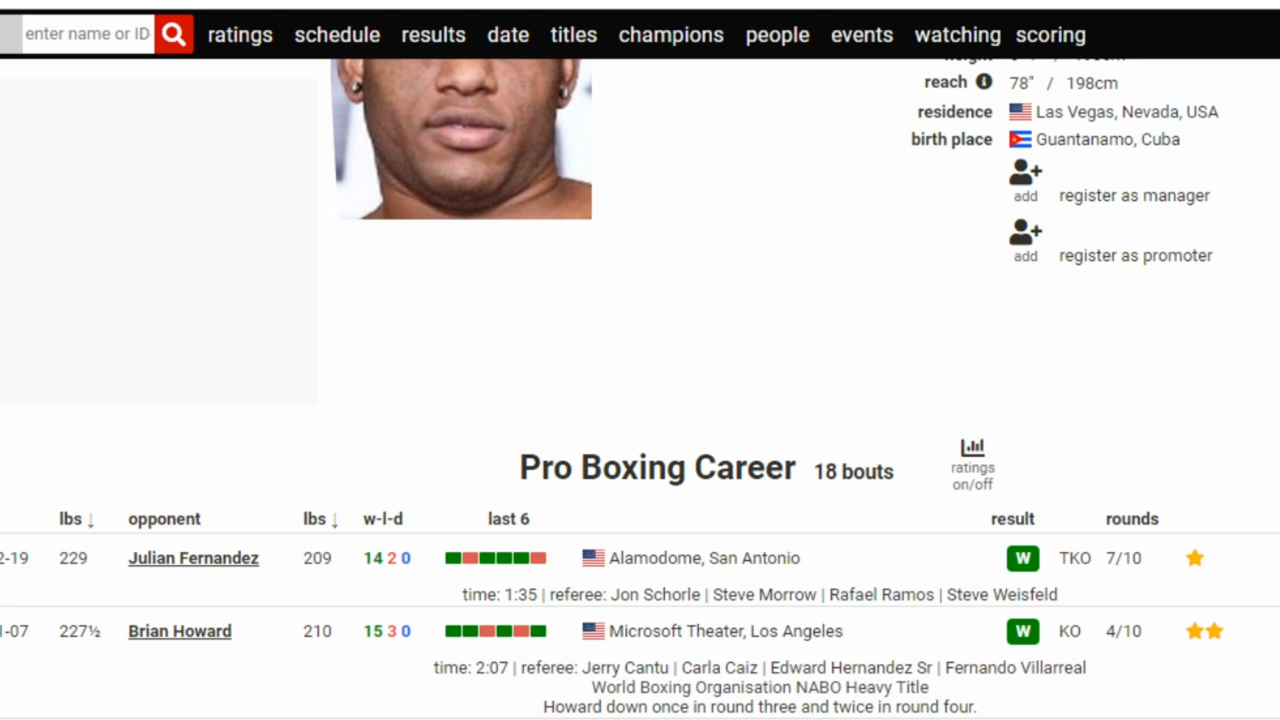 enter name or ID
ratings schedule results date titles champions people events watching scoring
reach 78" / 198cm
residence Las Vegas, Nevada, USA
birth place Guantanamo, Cuba
add register as manager
add register as promoter
Pro Boxing Career 18 bouts
ratings
on/off
lbs ↓ opponent lbs ↓ w-l-d last 6 result rounds
2-19 229 Julian Fernandez 209 14 2 0 Alamodome, San Antonio W TKO 7/10
time: 1:35 | referee: Jon Schorle | Steve Morrow | Rafael Ramos | Steve Weisfeld
1-07 227½ Brian Howard 210 15 3 0 Microsoft Theater, Los Angeles W KO 4/10
time: 2:07 | referee: Jerry Cantu | Carla Caiz | Edward Hernandez Sr | Fernando Villarreal
World Boxing Organisation NABO Heavy Title
Howard down once in round three and twice in round four.